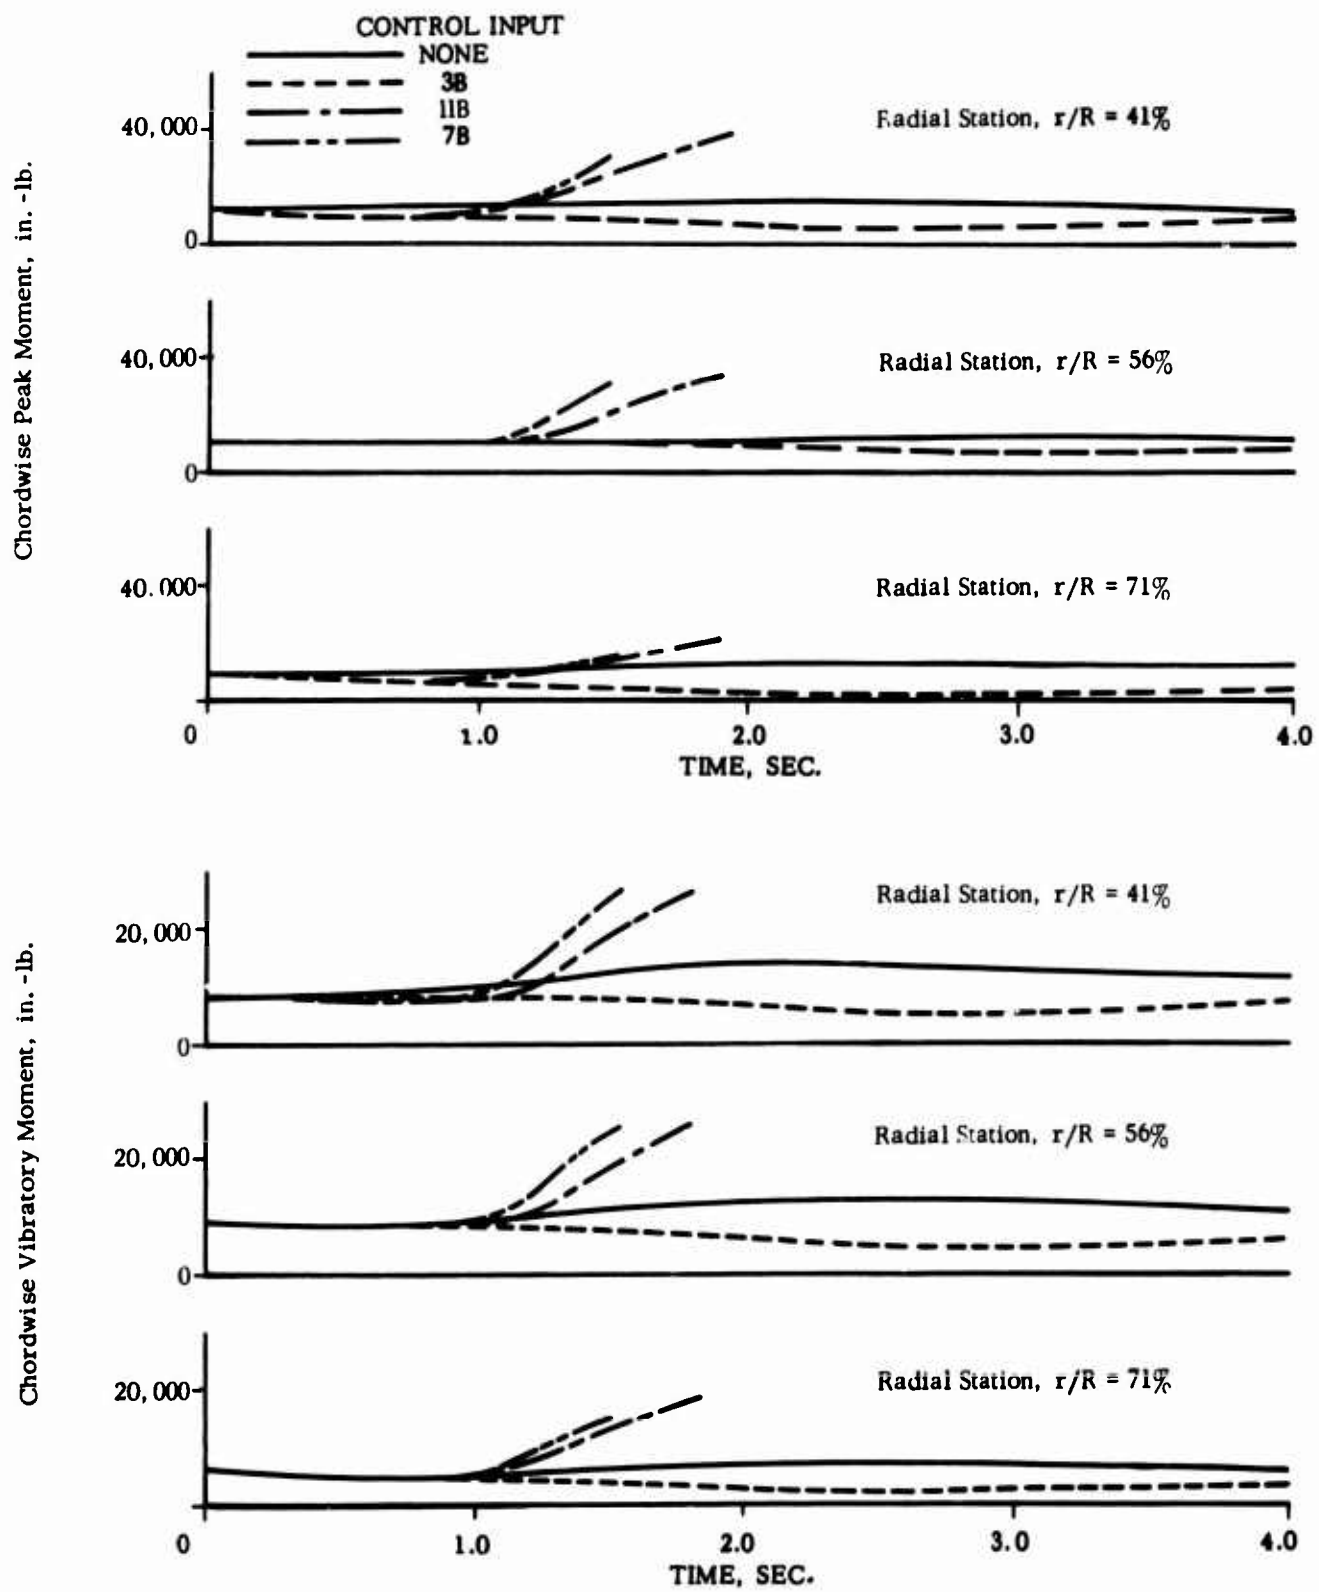 CONTROL INPUT
NONE
3B
11B
7B
Chordwise Peak Moment, in. -lb.
40,000
0
Radial Station, r/R = 41%
40,000
0
Radial Station, r/R = 56%
40.000
Radial Station, r/R = 71%
0 1.0 2.0 3.0 4.0
TIME, SEC.
Chordwise Vibratory Moment, in. -lb.
20,000
0
Radial Station, r/R = 41%
20,000
0
Radial Station, r/R = 56%
20,000
Radial Station, r/R = 71%
0 1.0 2.0 3.0 4.0
TIME, SEC.